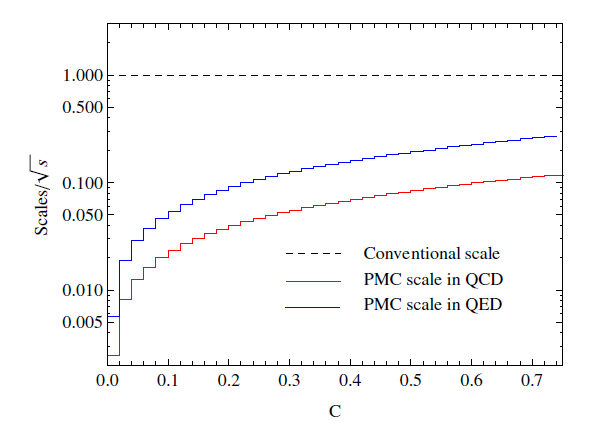 1.000
0.500
0.100
0.050
0.010
0.005
Scales/√s
Conventional scale
PMC scale in QCD
PMC scale in QED
0.0 0.1 0.2 0.3 0.4 0.5 0.6 0.7
C